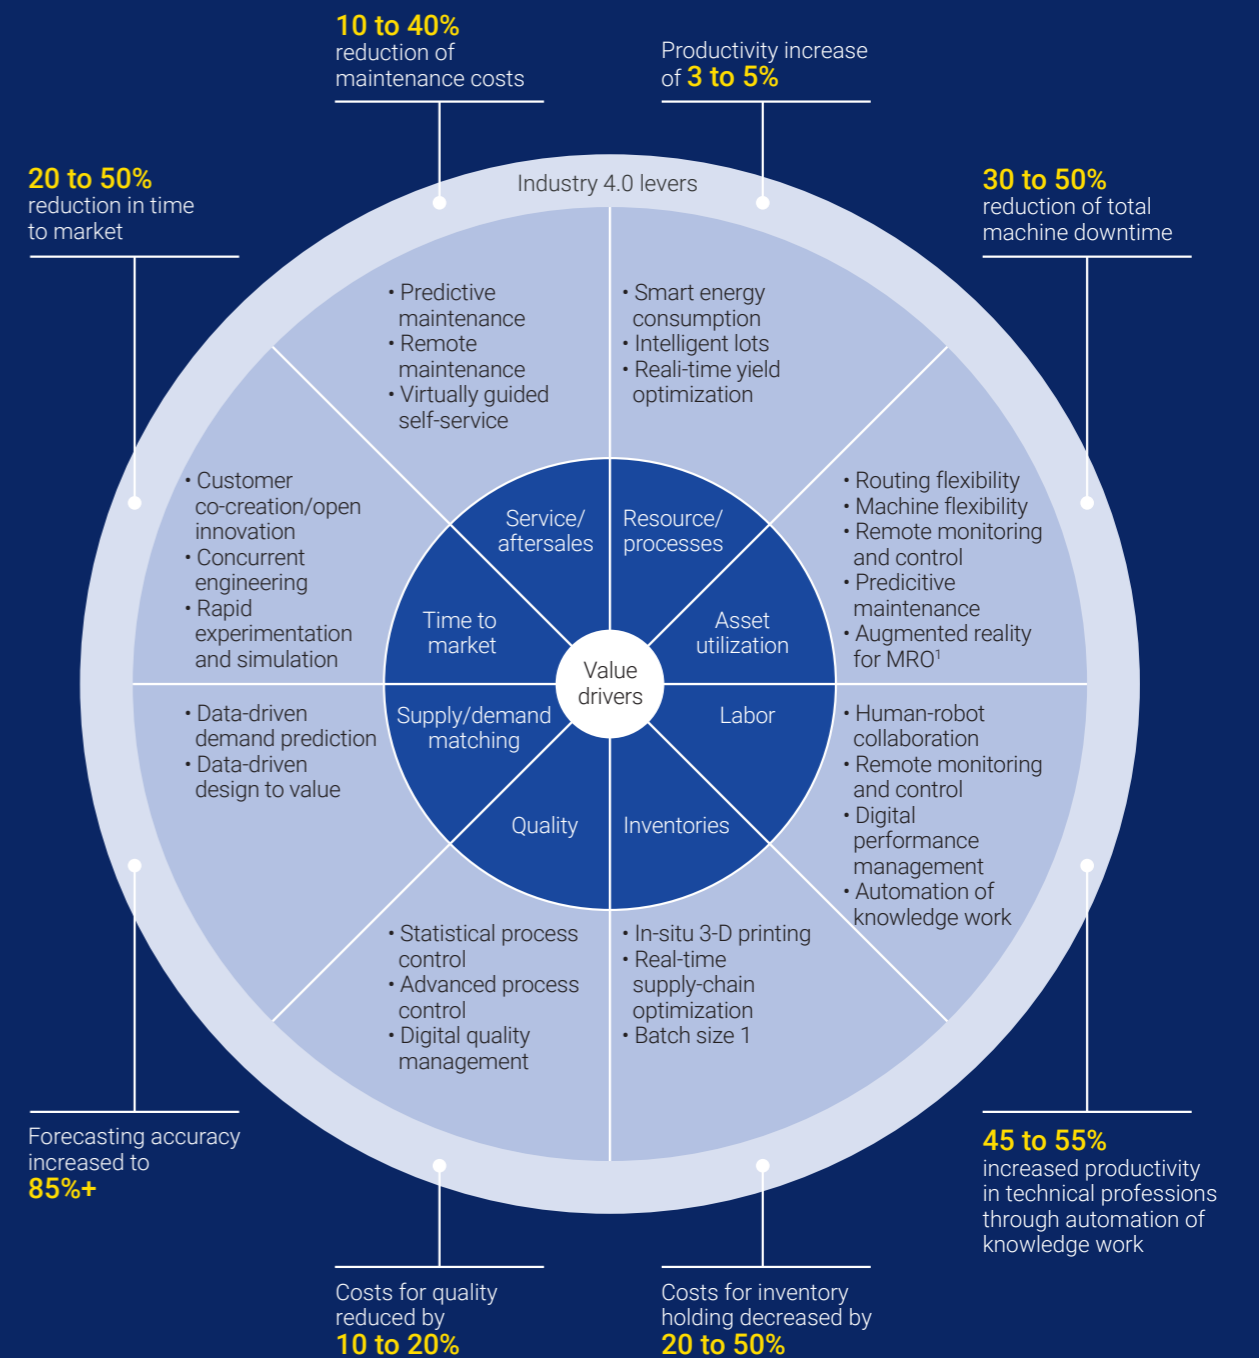 10 to 40%
reduction of
maintenance costs
Productivity increase
of 3 to 5%
20 to 50%
reduction in time
to market
30 to 50%
reduction of total
machine downtime
Industry 4.0 levers
• Predictive
maintenance
• Remote
maintenance
• Virtually guided
self-service
• Smart energy
consumption
• Intelligent lots
• Reali-time yield
optimization
• Customer
co-creation/open
innovation
• Concurrent
engineering
• Rapid
experimentation
and simulation
• Routing flexibility
• Machine flexibility
• Remote monitoring
and control
• Predicitive
maintenance
• Augmented reality
for MRO¹
Service/
aftersales
Resource/
processes
Time to
market
Asset
utilization
Value
drivers
Supply/demand
matching
Labor
Quality
Inventories
• Data-driven
demand prediction
• Data-driven
design to value
• Human-robot
collaboration
• Remote monitoring
and control
• Digital
performance
management
• Automation of
knowledge work
• Statistical process
control
• Advanced process
control
• Digital quality
management
• In-situ 3-D printing
• Real-time
supply-chain
optimization
• Batch size 1
Forecasting accuracy
increased to
85%+
45 to 55%
increased productivity
in technical professions
through automation of
knowledge work
Costs for quality
reduced by
10 to 20%
Costs for inventory
holding decreased by
20 to 50%